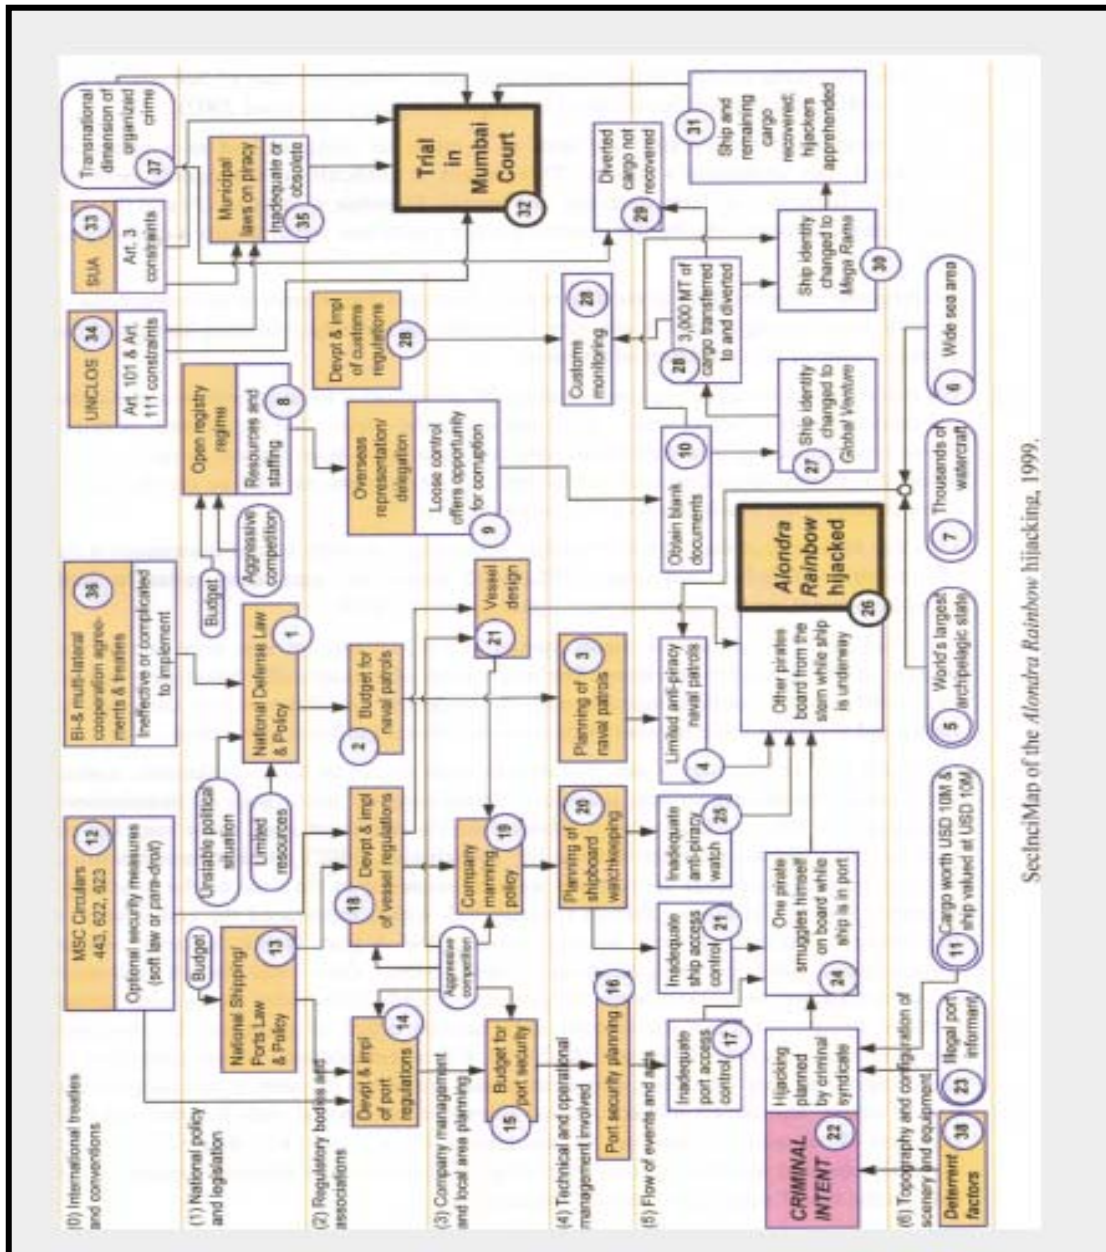 (0) International treaties
and conventions
MSC Circulars
443, 622, 623
12
Optional security measures
(soft law or para-droit)
Bi-& multi-lateral
cooperation agree-
ments & treaties
36
Ineffective or complicated
to implement
UNCLOS
34
Art. 101 & Art.
111 constraints
SUA
33
Art. 3
constraints
Transnational
dimension of
organized
crime
37
(1) National policy
and legislation
Budget
National Shipping/
Ports Law
& Policy
13
Unstable political
situation
Limited
resources
National Defense Law
& Policy
1
Budget
Aggressive
competition
Open registry
regime
Resources and
staffing
8
Municipal
laws on piracy
Inadequate or
obsolete
35
(2) Regulatory bodies and
associations
Devpt & impl
of port
regulations
14
18
Devpt & impl
of vessel regulations
2
Budget for
naval patrols
Overseas
representation/
delegation
Loose control
offers opportunity
for corruption
9
Devpt & impl
of customs
regulations
28
Trial
in
Mumbai
Court
32
(3) Company management
and local area planning
Aggressive
competition
Budget for
port security
15
Company
manning
policy
19
Vessel
design
21
(4) Technical and operational
management involved
Port security planning
16
Planning of
shipboard
watchkeeping
20
Planning of
naval patrols
3
Customs
monitoring
28
Diverted
cargo not
recovered
29
(5) Flow of events and acts
Inadequate
port access
control
17
Inadequate
ship access
control
21
Inadequate
anti-piracy
watch
25
Limited anti-piracy
naval patrols
4
Obtain blank
documents
10
28
3,000 MT of
cargo transferred
to and diverted
31
Ship and
remaining
cargo
recovered;
hijackers
apprehended
CRIMINAL
INTENT
22
Hijacking
planned
by criminal
syndicate
One pirate
smuggles himself
on board while
ship is in port
24
Other pirates
board from the
stern while ship
is underway
Alondra
Rainbow
hijacked
26
27
Ship identity
changed to
Global Venture
Ship identity
changed to
Mega Rama
30
(6) Topography and configuration of
scenery and equipment
Deterrent
factors
38
23
Illegal port
informant
11
Cargo worth USD 10M &
ship valued at USD 10M
5
World's largest
archipelagic state
7
Thousands of
watercraft
6
Wide sea area
SecInciMap of the Alondra Rainbow hijacking, 1999.